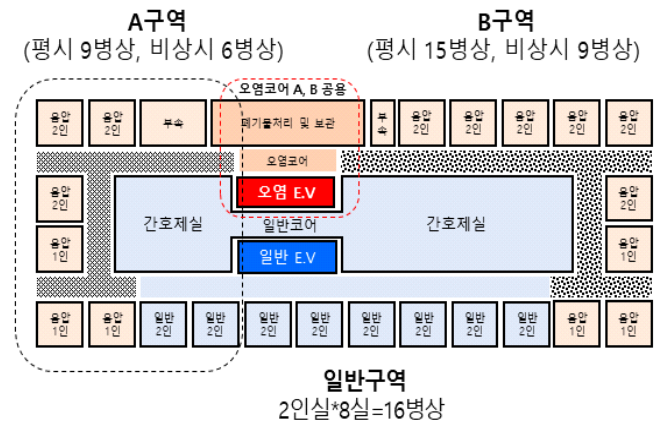 A구역
(평시 9병상, 비상시 6병상)
B구역
(평시 15병상, 비상시 9병상)
오염코어 A, B 공용
음압
2인
음압
2인
부속
폐기물처리 및 보관
부
속
음압
2인
음압
2인
음압
2인
음압
2인
음압
2인
오염코어
음압
2인
간호제실
오염 E.V
일반코어
일반 E.V
간호제실
음압
2인
음압
1인
음압
1인
음압
1인
음압
1인
일반
2인
일반
2인
일반
2인
일반
2인
일반
2인
일반
2인
일반
2인
일반
2인
음압
1인
음압
1인
일반구역
2인실*8실=16병상